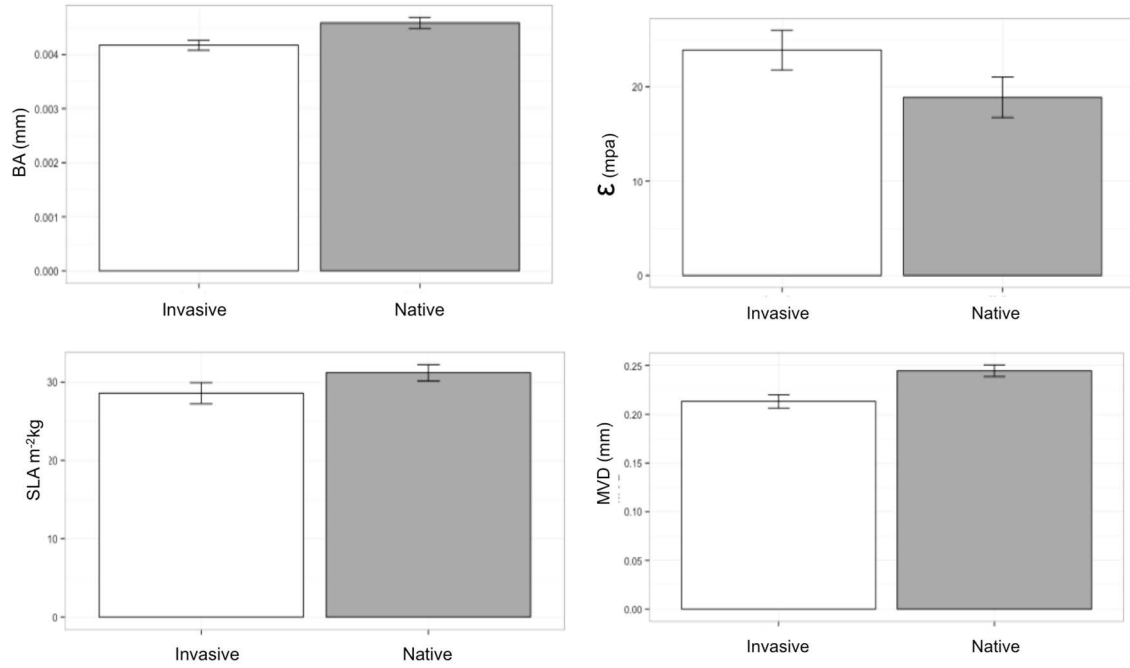 BA (mm)
0.004
0.003
0.002
0.001
0.000
Invasive Native
ε (mpa)
20
10
0
Invasive Native
SLA m-²kg
30
20
10
0
Invasive Native
MVD (mm)
0.25
0.20
0.15
0.10
0.05
0.00
Invasive Native